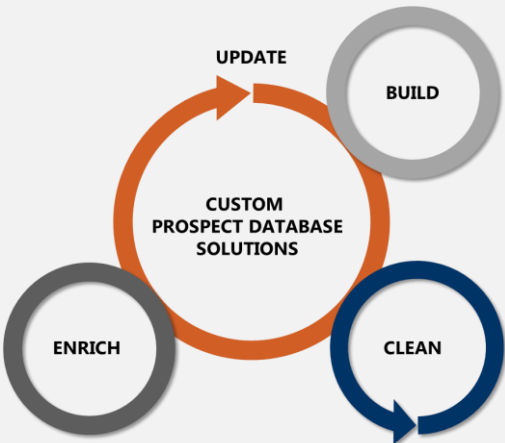 UPDATE
BUILD
CUSTOM
PROSPECT DATABASE
SOLUTIONS
ENRICH
CLEAN